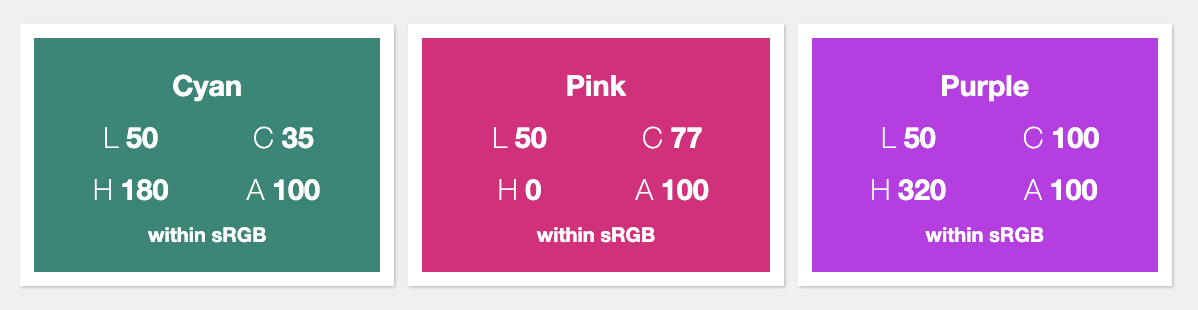 Cyan
L 50 C 35
H 180 A 100
within sRGB
Pink
L 50 C 77
H 0 A 100
within sRGB
Purple
L 50 C 100
H 320 A 100
within sRGB